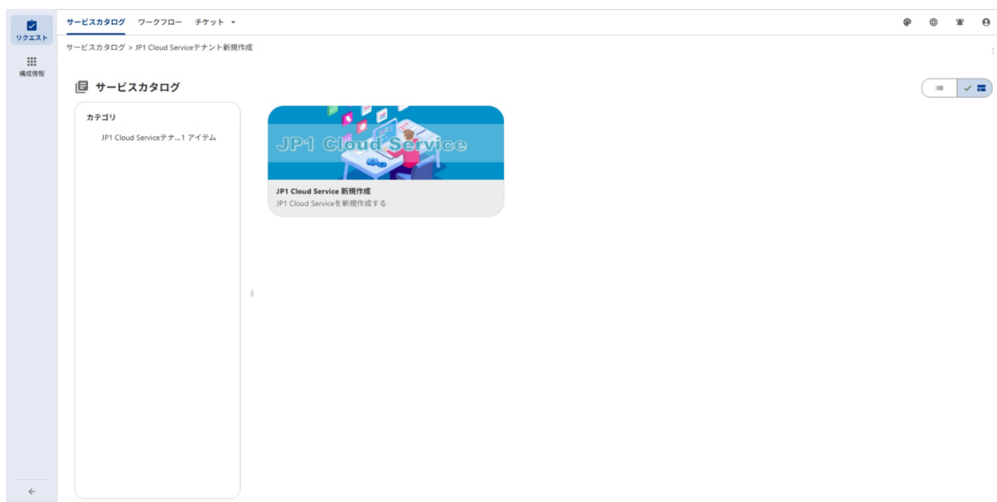 リクエスト
構成情報
サービスカタログ ワークフロー チケット
サービスカタログ > JP1 Cloud Serviceテナント新規作成
サービスカタログ
カテゴリ
JP1 Cloud Serviceテナ...1 アイテム
JP1 Cloud Service
JP1 Cloud Service 新規作成
JP1 Cloud Serviceを新規作成する